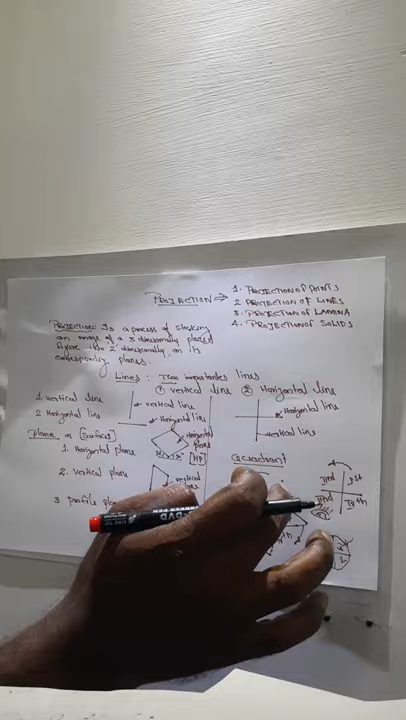 PROJECTION ⇒ 1. PROJECTION OF POINTS
2 PROJECTION OF LINES
3. PROJECTION OF LAMINA
4. PROJECTION OF SOLIDS
PROJECTION: Is a process of
an image of a 3 dimensionally
figure into 2 dimensionally, on its
corresponding planes.
Lines: Two lines
① vertical line ② Horizontal line
1. vertical line
2 Horizontal line
vertical line
Horizontal line
Horizontal line
vertical line
Plane or [Surface]
1. Horizontal plane
2. vertical plane
3 profile
Horizontal
plane
[HP]
vertical
Quadrant
IInd Ist
IIIrd IVth
DVD